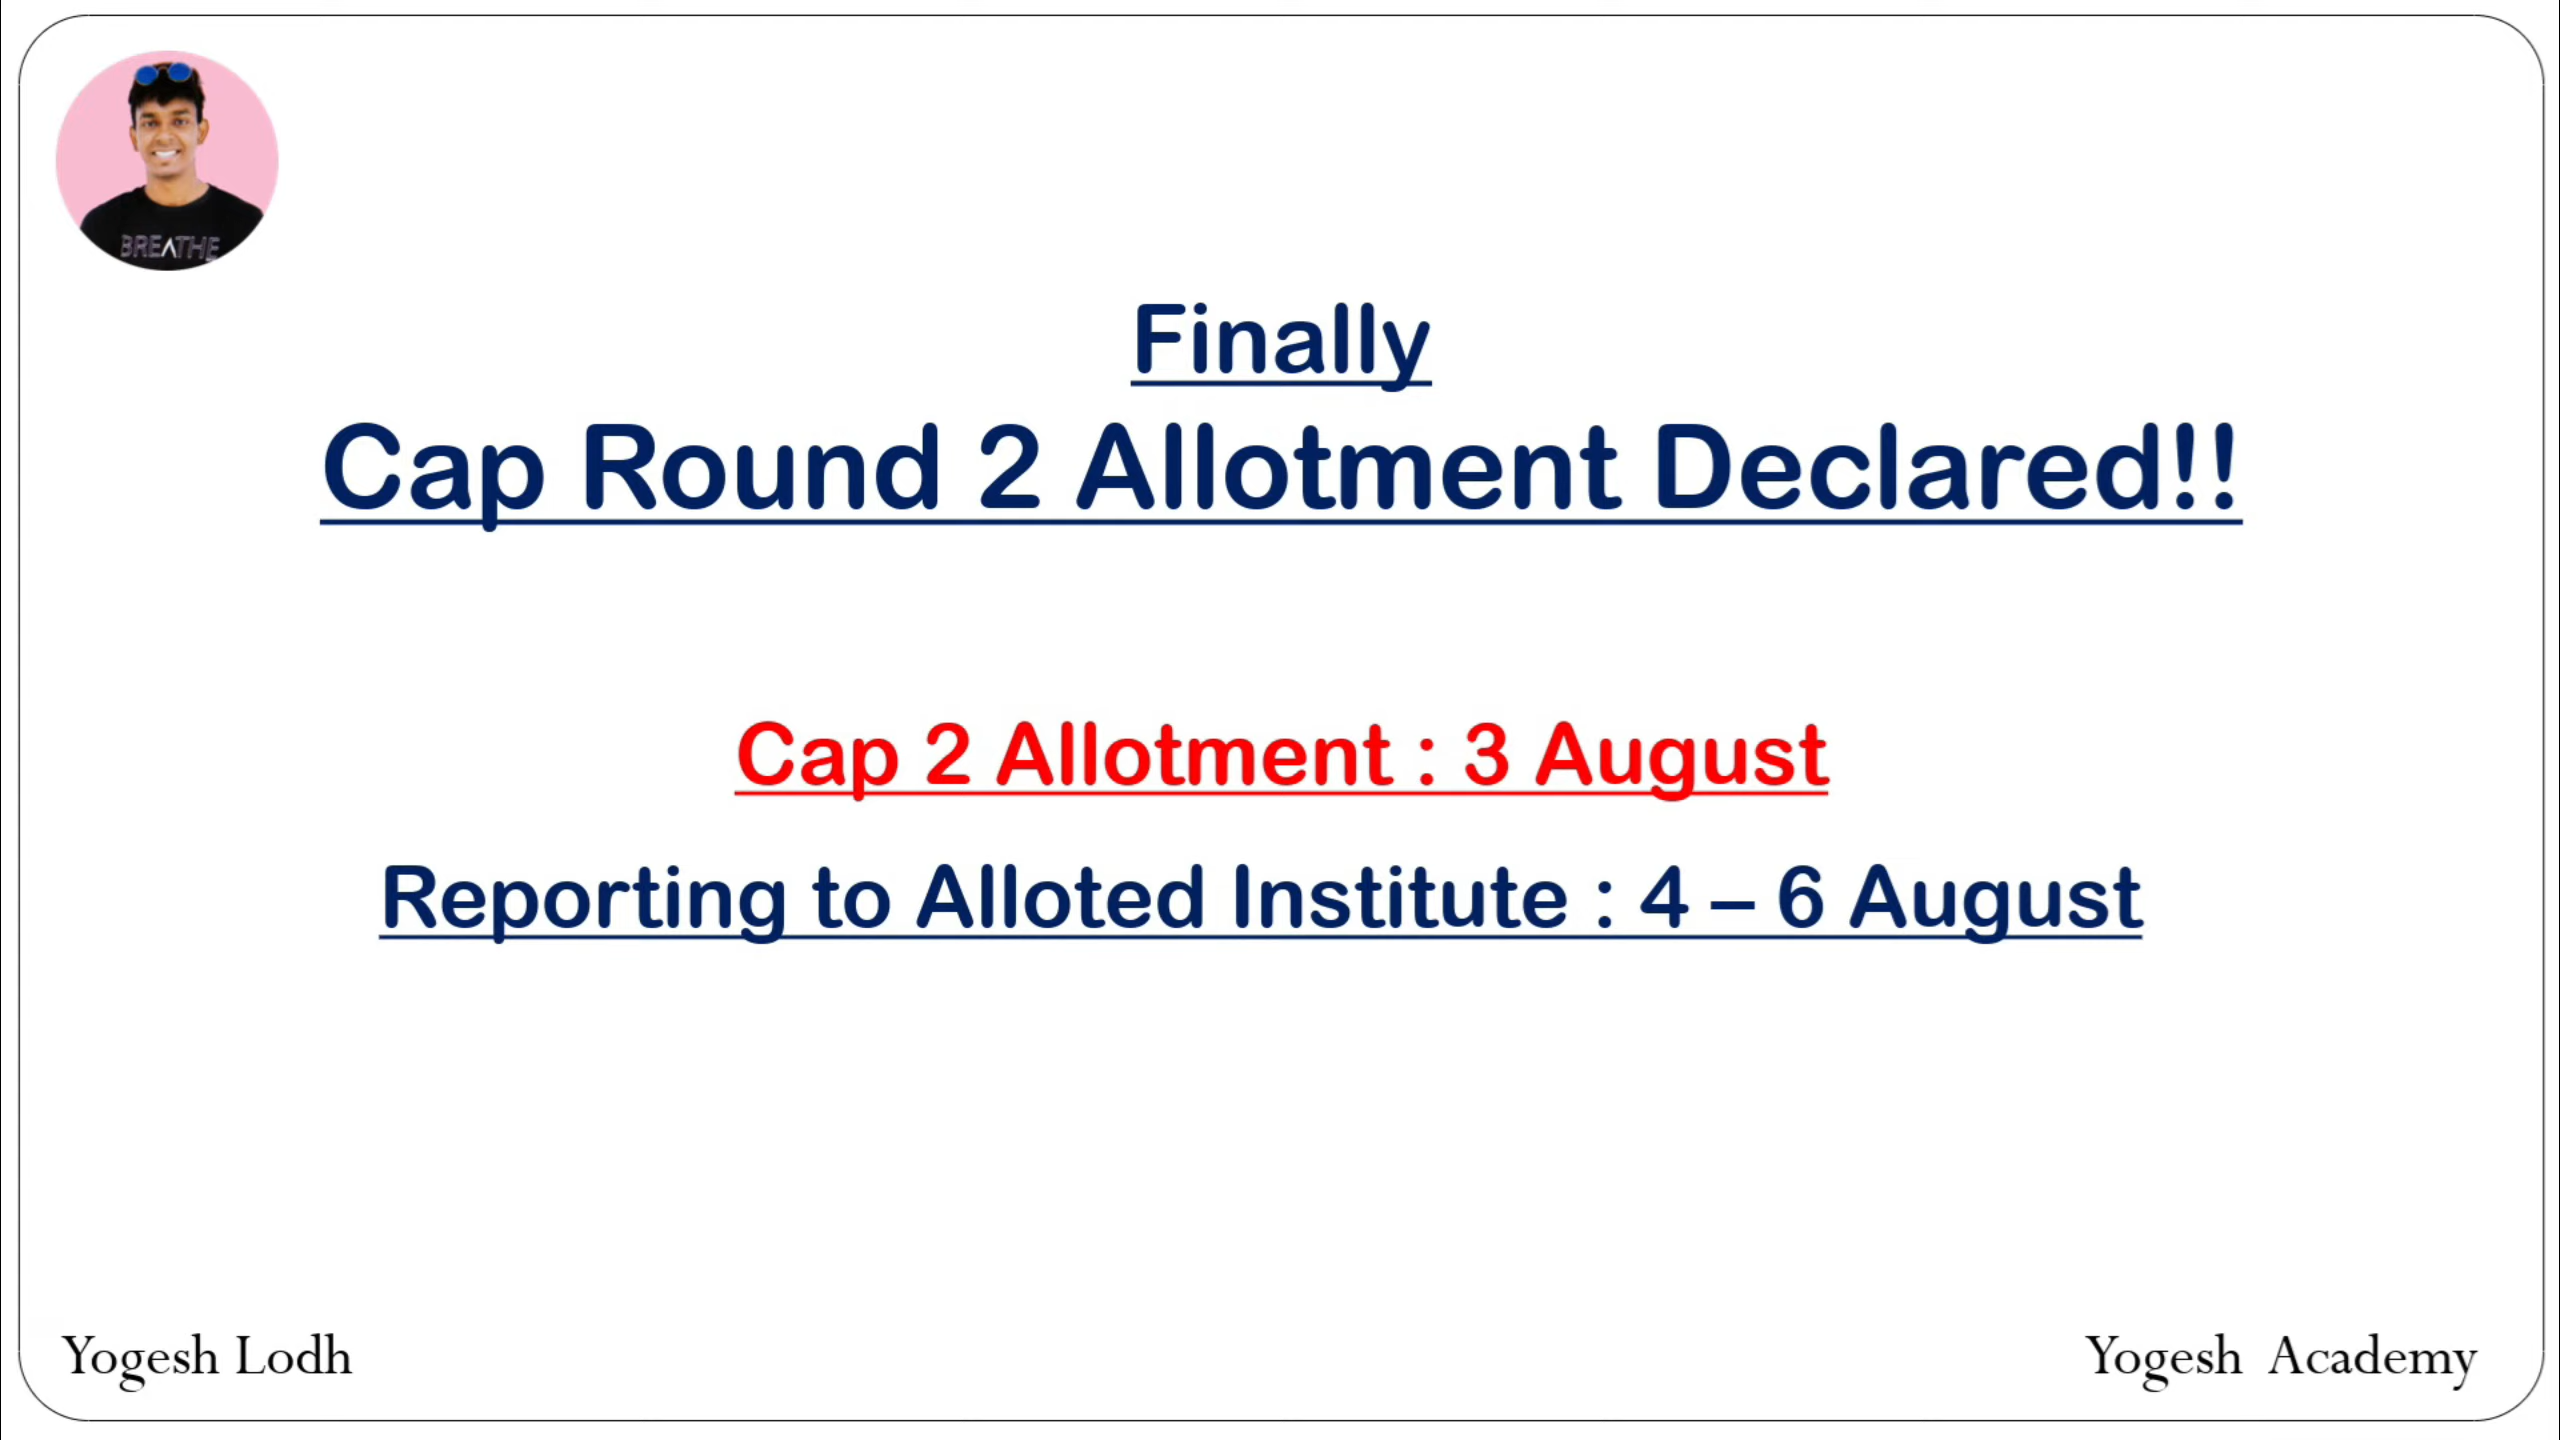 BREATHE
Finally
Cap Round 2 Allotment Declared!!
Cap 2 Allotment : 3 August
Reporting to Alloted Institute : 4 – 6 August
Yogesh Lodh
Yogesh Academy